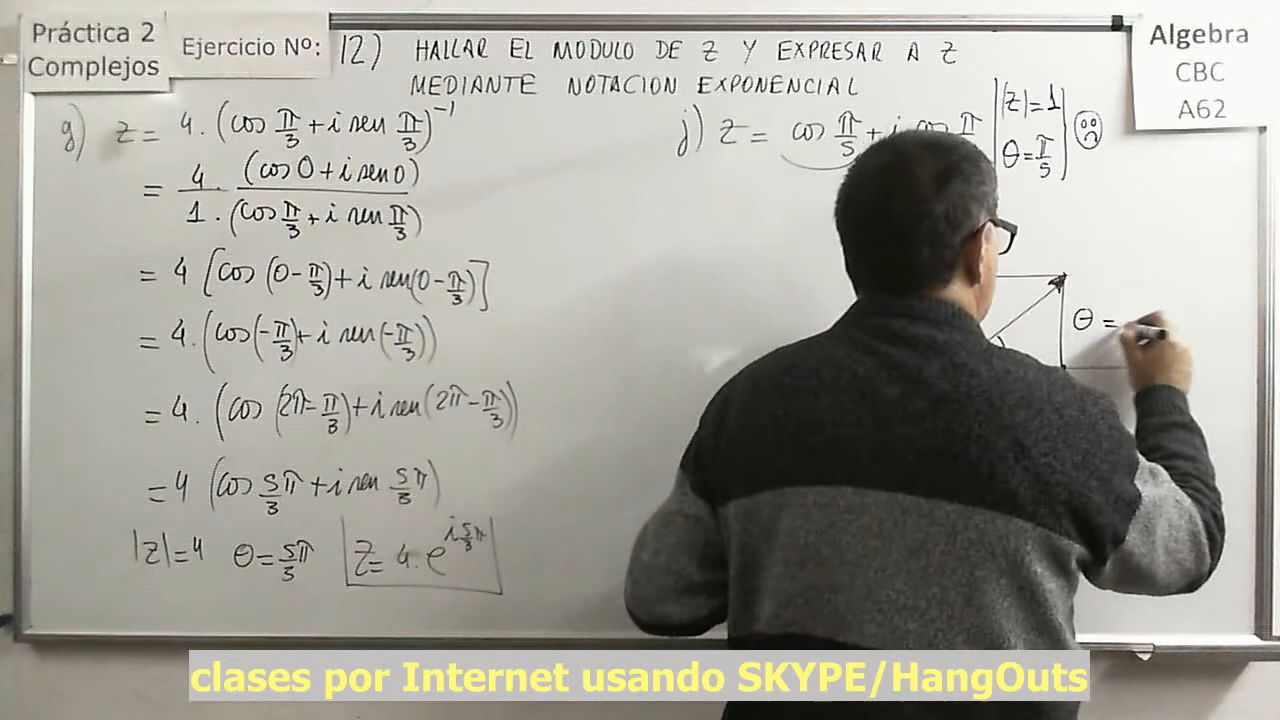 Práctica 2
Complejos
Ejercicio Nº:
12) HALLAR EL MODULO DE Z Y EXPRESAR A Z
MEDIANTE NOTACION EXPONENCIAL
Algebra
CBC
A62
g) Z = 4 . (cos π/3 + i sen π/3)^-1
= 4/1 . (cos 0 + i sen 0)/(cos π/3 + i sen π/3)
= 4 [cos (0 - π/3) + i sen (0 - π/3)]
= 4 . (cos (-π/3) + i sen (-π/3))
= 4 . (cos (2π - π/3) + i sen (2π - π/3))
= 4 (cos 5/3 π + i sen 5/3 π)
|Z| = 4 θ = 5π/3 Z = 4 . e^(i 5/3 π)
j) Z = cos π/5 + i cos π
|Z| = 1
θ = π/5
θ =
clases por Internet usando SKYPE/HangOuts